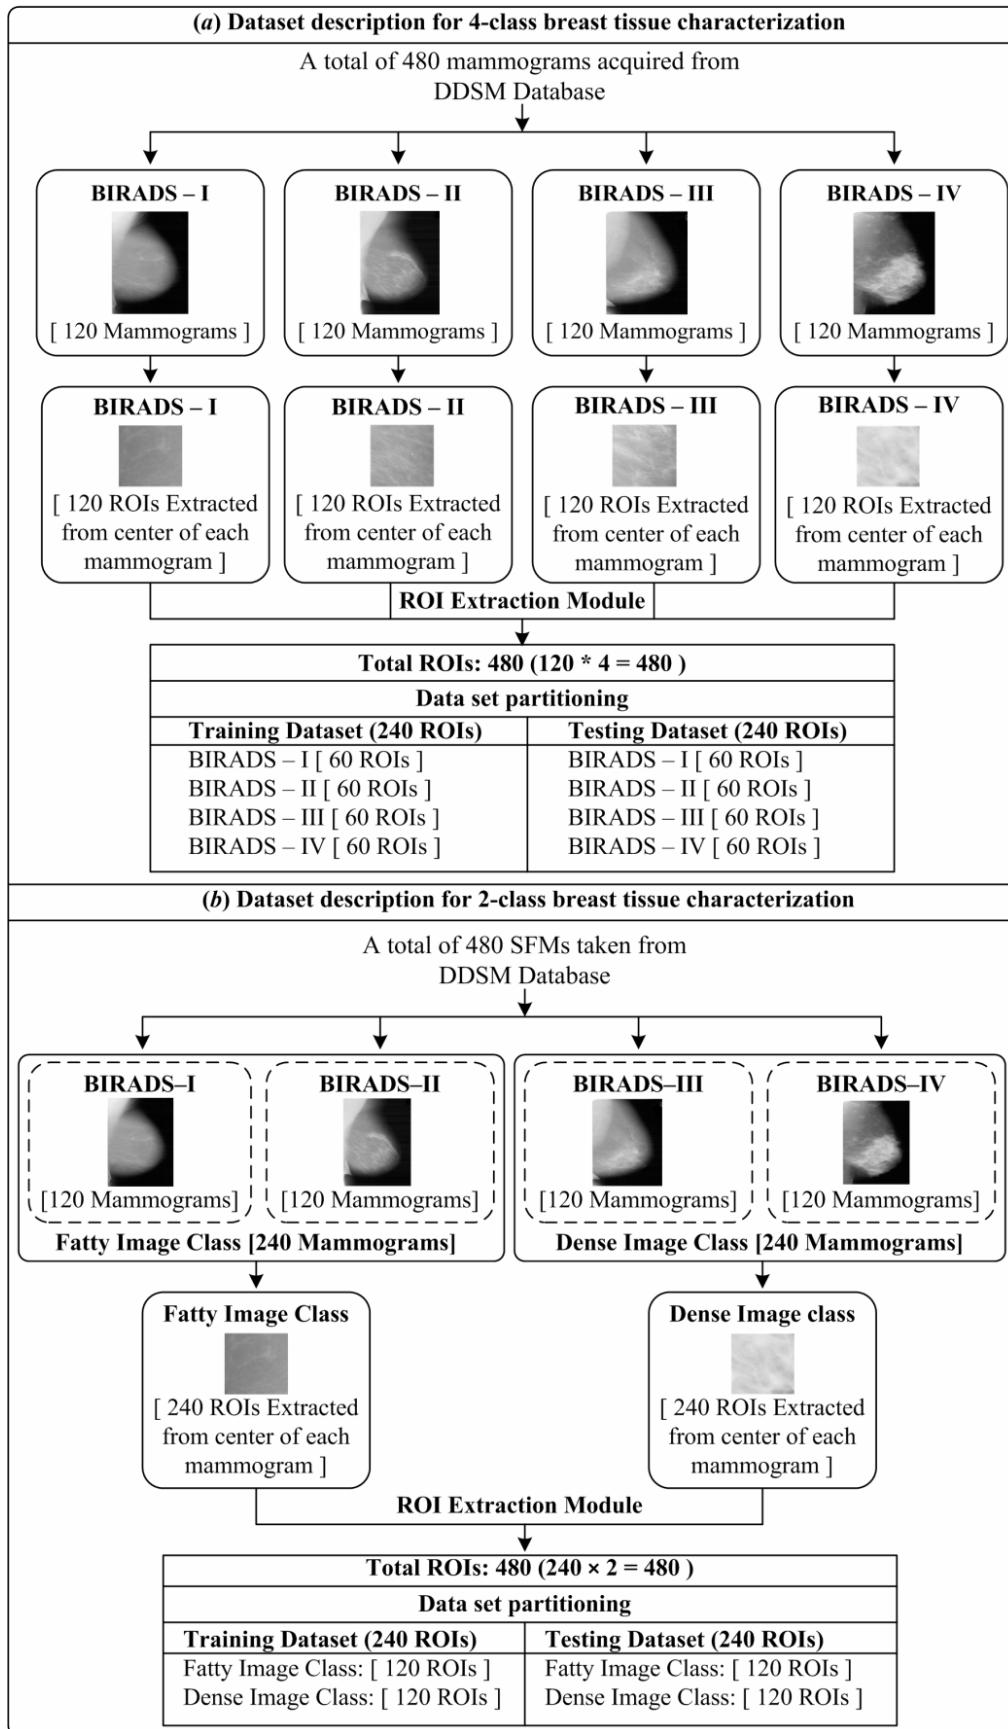 (a) Dataset description for 4-class breast tissue characterization
A total of 480 mammograms acquired from
DDSM Database
BIRADS – I
[ 120 Mammograms ]
BIRADS – II
[ 120 Mammograms ]
BIRADS – III
[ 120 Mammograms ]
BIRADS – IV
[ 120 Mammograms ]
BIRADS – I
[ 120 ROIs Extracted
from center of each
mammogram ]
BIRADS – II
[ 120 ROIs Extracted
from center of each
mammogram ]
BIRADS – III
[ 120 ROIs Extracted
from center of each
mammogram ]
BIRADS – IV
[ 120 ROIs Extracted
from center of each
mammogram ]
ROI Extraction Module
Total ROIs: 480 (120 * 4 = 480 )
Data set partitioning
Training Dataset (240 ROIs)
BIRADS – I [ 60 ROIs ]
BIRADS – II [ 60 ROIs ]
BIRADS – III [ 60 ROIs ]
BIRADS – IV [ 60 ROIs ]
Testing Dataset (240 ROIs)
BIRADS – I [ 60 ROIs ]
BIRADS – II [ 60 ROIs ]
BIRADS – III [ 60 ROIs ]
BIRADS – IV [ 60 ROIs ]
(b) Dataset description for 2-class breast tissue characterization
A total of 480 SFMs taken from
DDSM Database
BIRADS–I
[120 Mammograms]
BIRADS–II
[120 Mammograms]
Fatty Image Class [240 Mammograms]
BIRADS–III
[120 Mammograms]
BIRADS–IV
[120 Mammograms]
Dense Image Class [240 Mammograms]
Fatty Image Class
[ 240 ROIs Extracted
from center of each
mammogram ]
Dense Image class
[ 240 ROIs Extracted
from center of each
mammogram ]
ROI Extraction Module
Total ROIs: 480 (240 × 2 = 480 )
Data set partitioning
Training Dataset (240 ROIs)
Fatty Image Class: [ 120 ROIs ]
Dense Image Class: [ 120 ROIs ]
Testing Dataset (240 ROIs)
Fatty Image Class: [ 120 ROIs ]
Dense Image Class: [ 120 ROIs ]